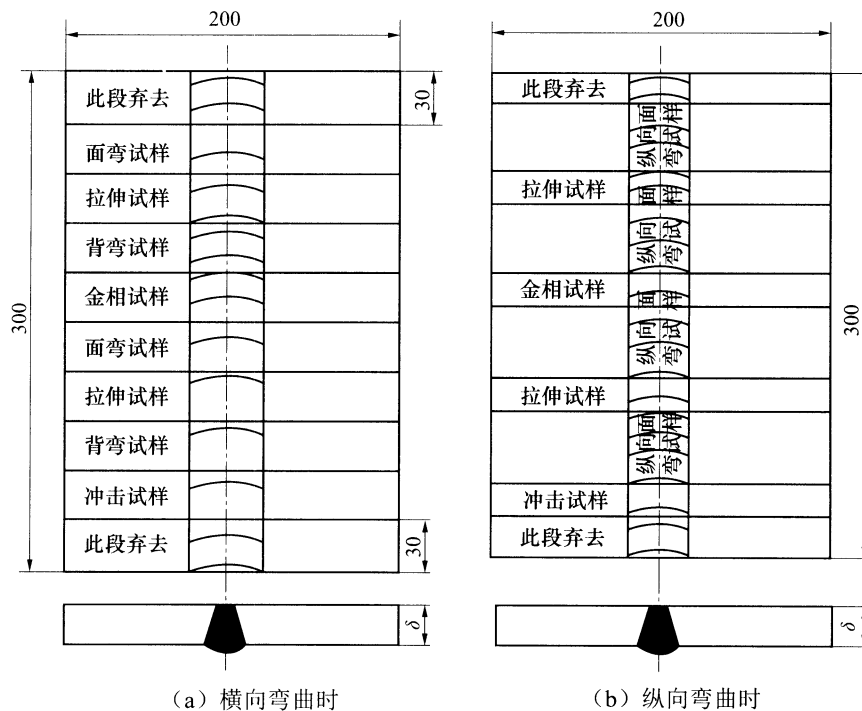 200
此段弃去
30
面弯试样
拉伸试样
背弯试样
金相试样
300
面弯试样
拉伸试样
背弯试样
冲击试样
此段弃去
30
δ
(a) 横向弯曲时
200
此段弃去
纵向面
弯试样
拉伸试样
纵向面
弯试样
金相试样
300
纵向面
弯试样
拉伸试样
纵向面
弯试样
冲击试样
此段弃去
δ
(b) 纵向弯曲时